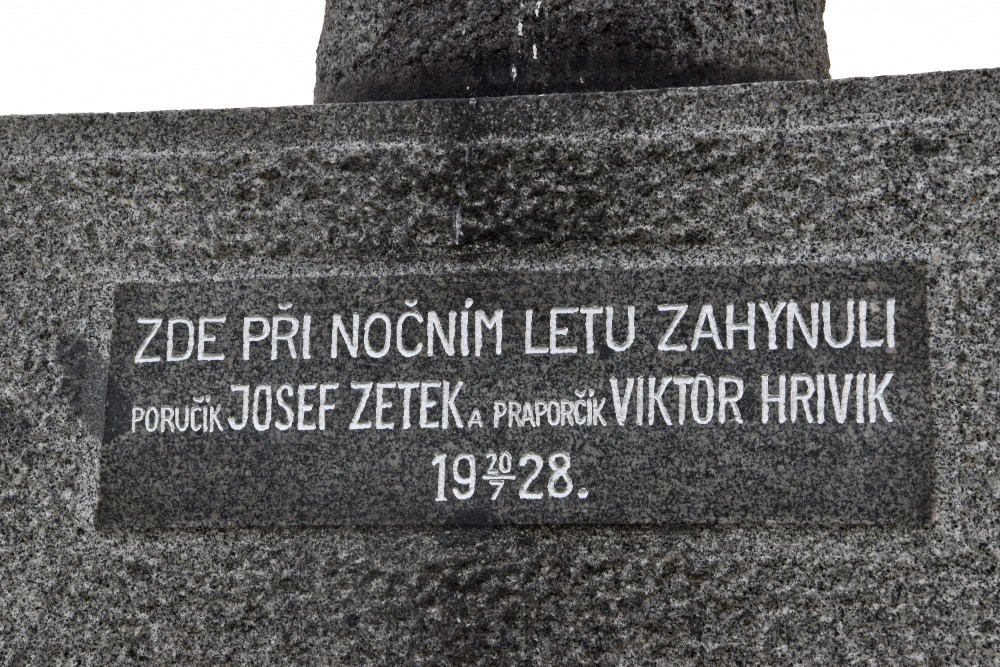 ZDE PŘI NOČNÍM LETU ZAHYNULI
PORUČÍK JOSEF ZETEK A PRAPORČÍK VIKTOR HRIVIK
19 20/7 28.